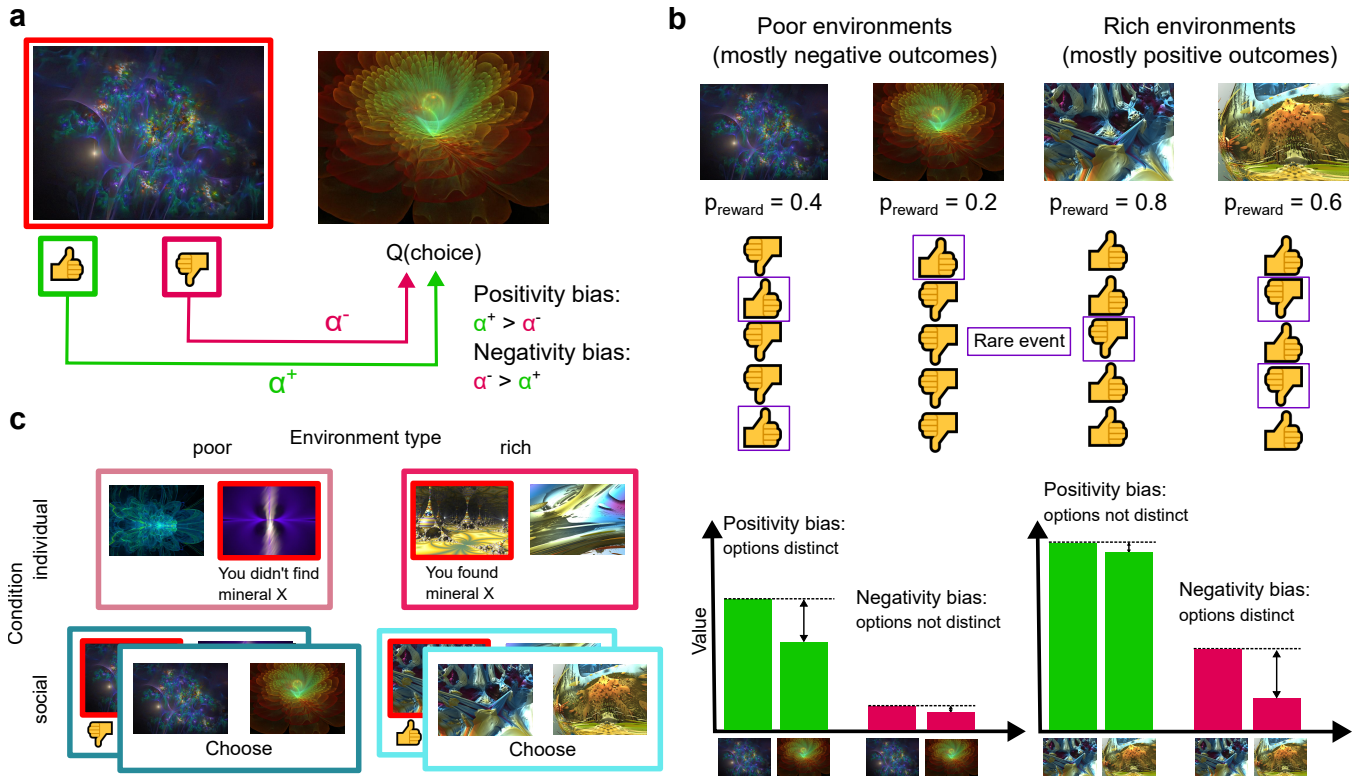 a
Q(choice)
α⁻
α⁺
Positivity bias:
α⁺ > α⁻
Negativity bias:
α⁻ > α⁺
b
Poor environments
(mostly negative outcomes)
Rich environments
(mostly positive outcomes)
p_reward = 0.4
p_reward = 0.2
p_reward = 0.8
p_reward = 0.6
Rare event
Value
Positivity bias:
options distinct
Negativity bias:
options not distinct
Positivity bias:
options not distinct
Negativity bias:
options distinct
c
Environment type
poor
rich
Condition
individual
You didn't find
mineral X
You found
mineral X
social
Choose
Choose